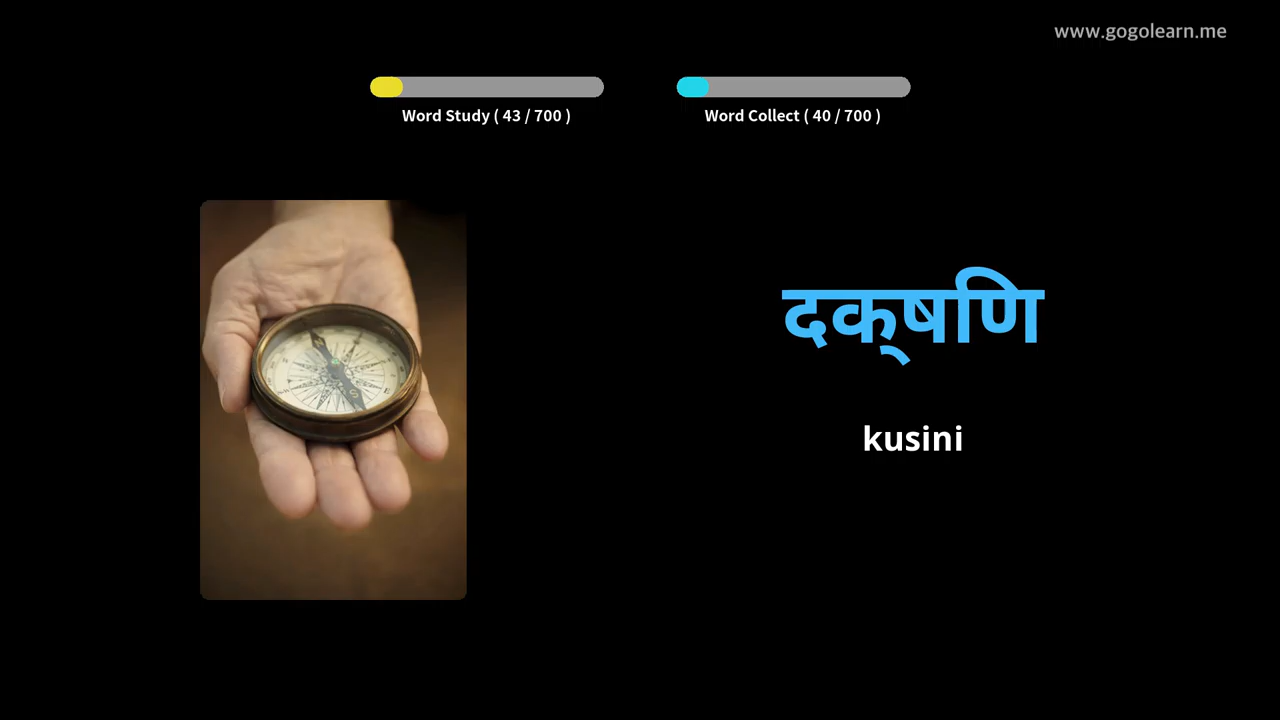 www.gogolearn.me
Word Study ( 43 / 700 )
Word Collect ( 40 / 700 )
दक्‌षणि
kusini